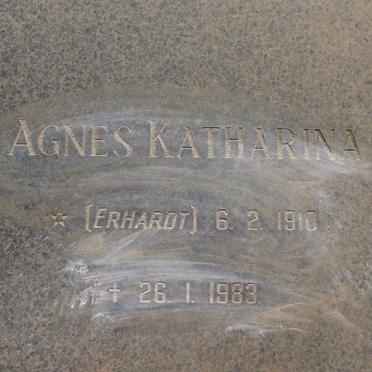 AGNES KATHARINA
☆ (ERHARDT) 6. 2. 1910
✝ 26. 1. 1983.